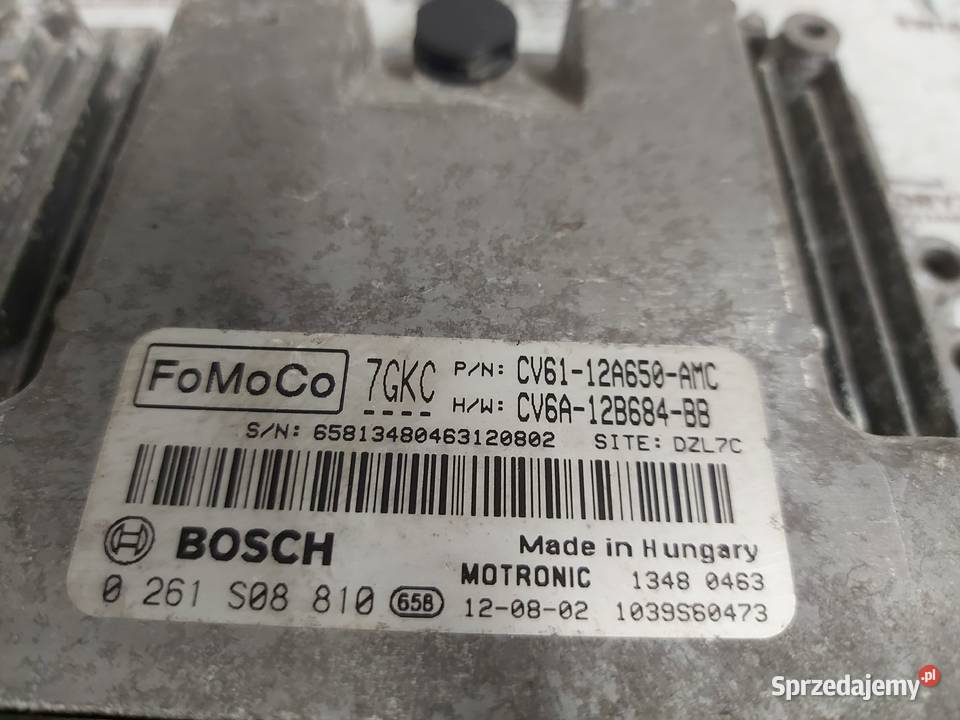 FoMoCo 7GKC P/N: CV61-12A650-AMC
H/W: CV6A-12B684-BB
S/N: 65813480463120802 SITE: DZL7C
BOSCH Made in Hungary
MOTRONIC 1348 0463
0 261 S08 810 658 12-08-02 1039S60473
Sprzedajemy.pl